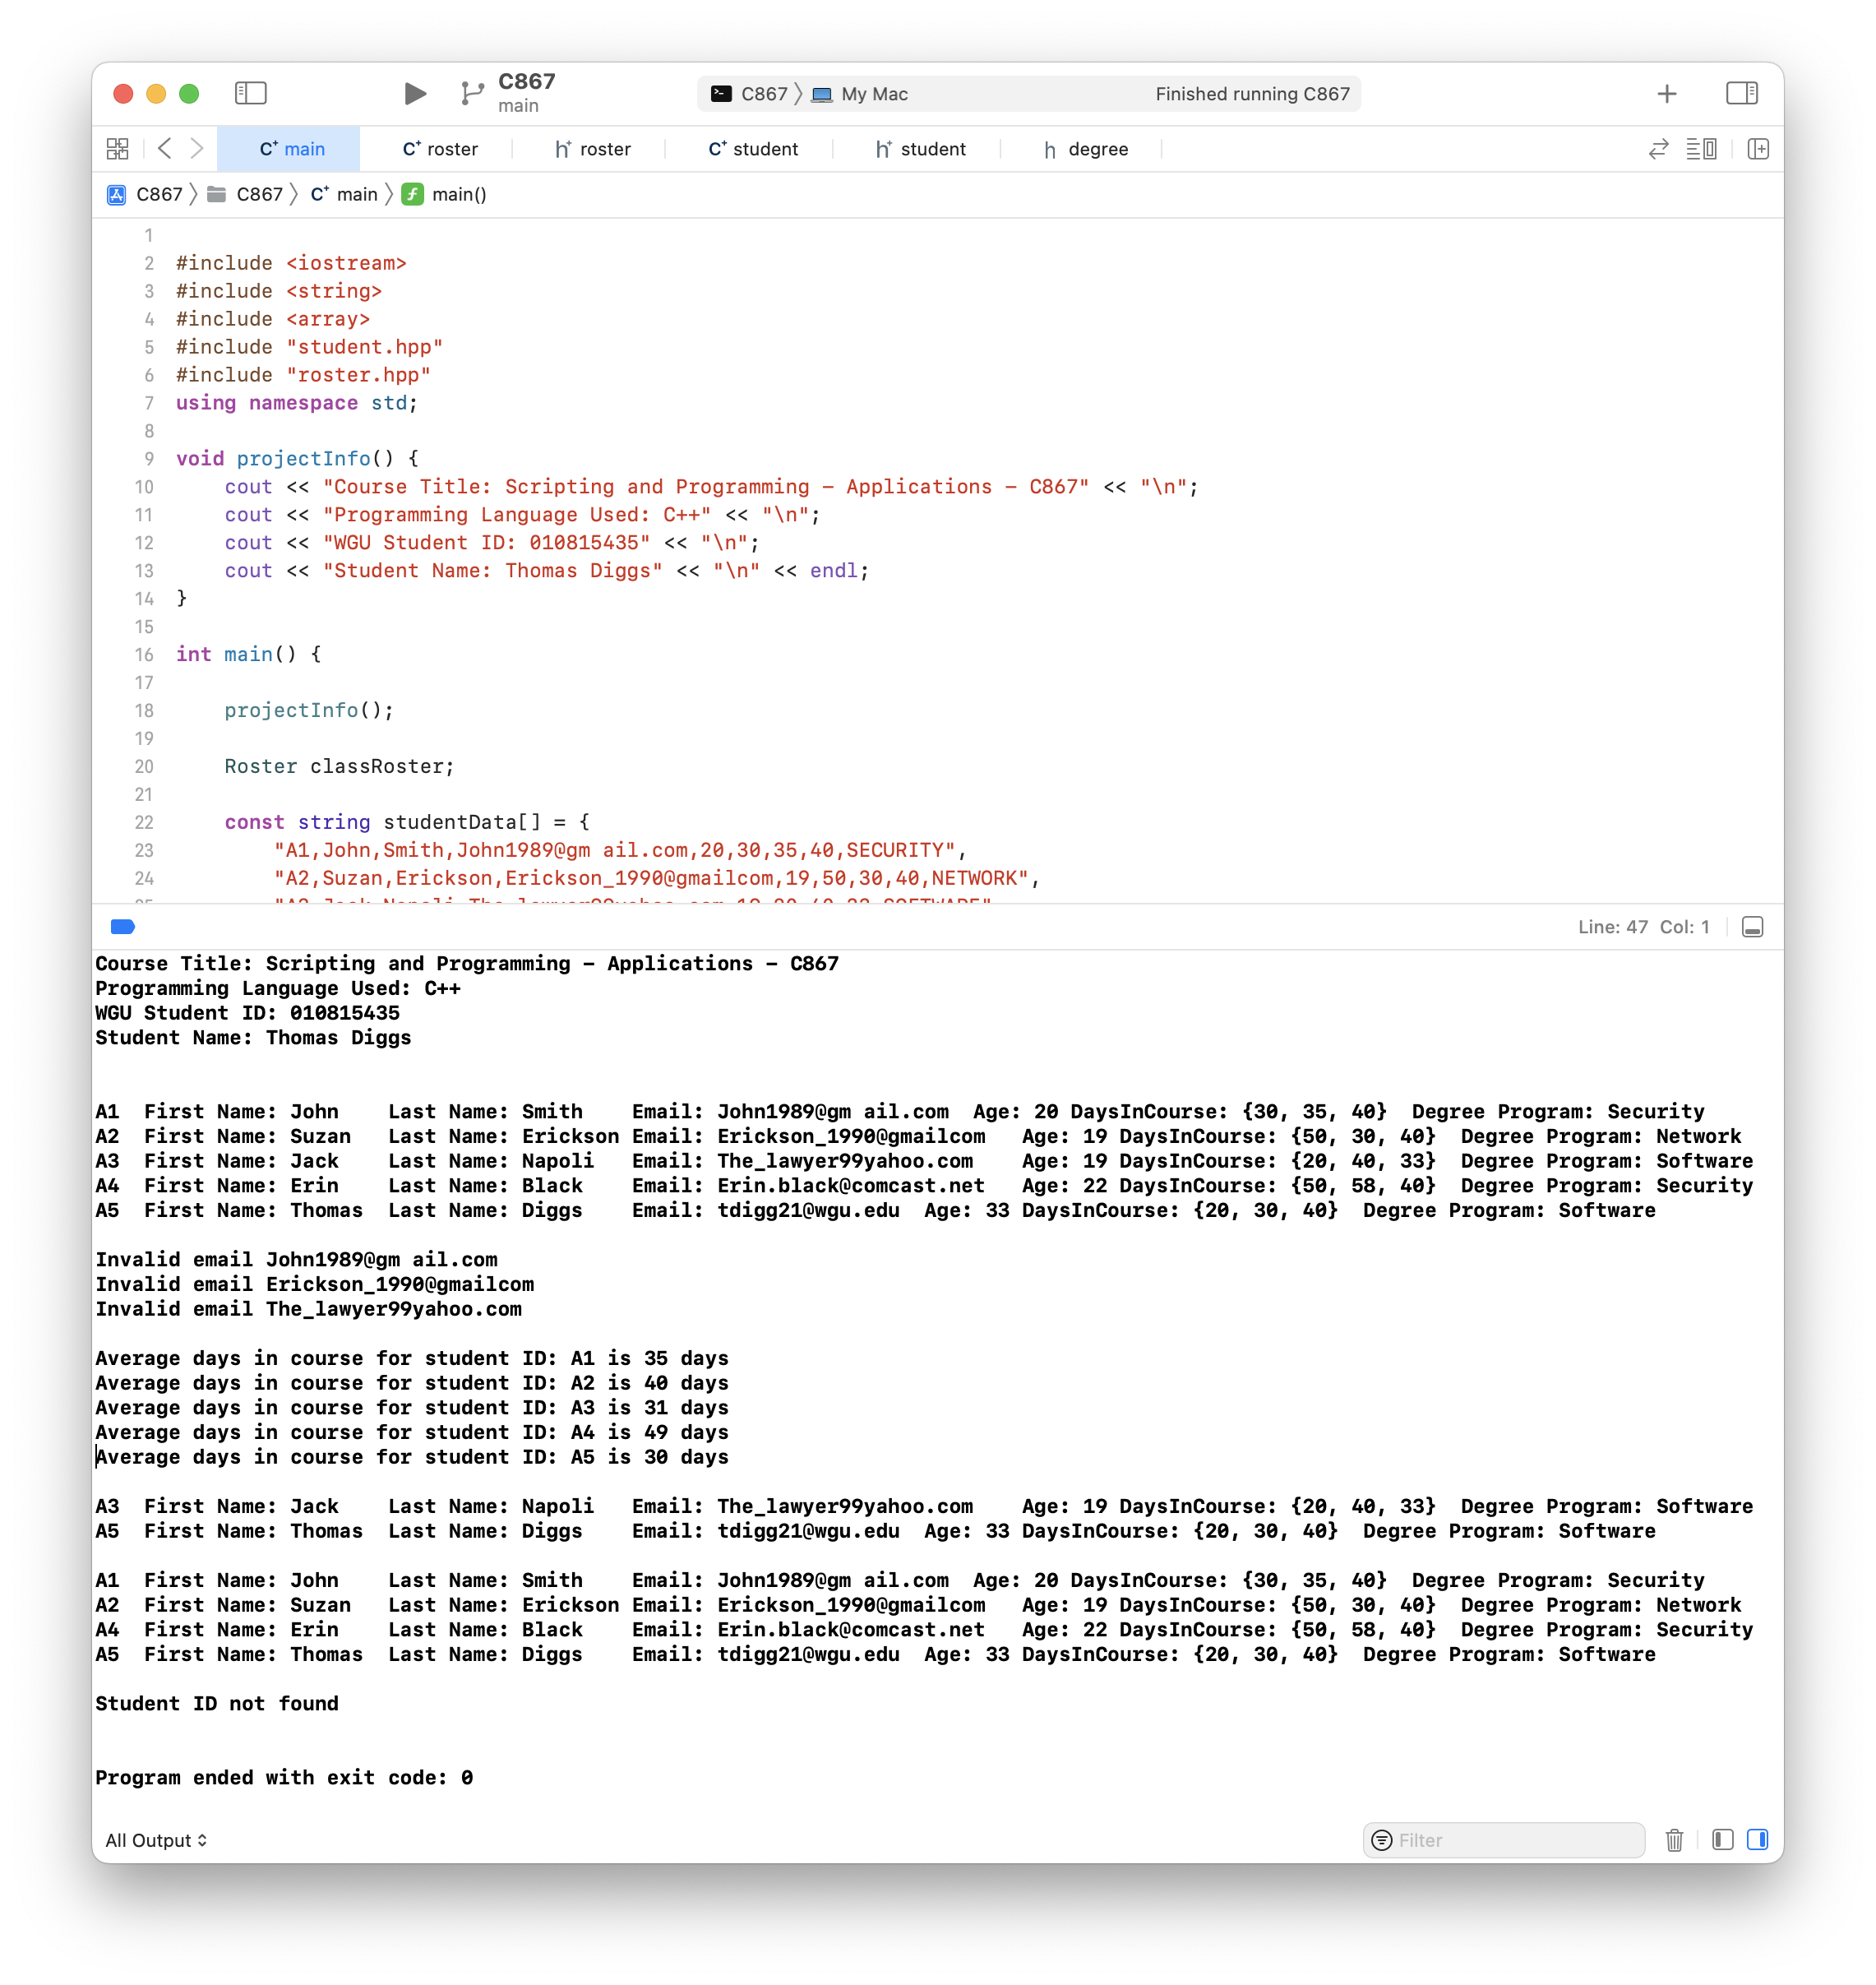 C867
main
C867 〉 My Mac
Finished running C867
C+ main
C+ roster
h+ roster
C+ student
h+ student
h degree
C867 〉 C867 〉 C+ main 〉 f main()
1
2 #include <iostream>
3 #include <string>
4 #include <array>
5 #include "student.hpp"
6 #include "roster.hpp"
7 using namespace std;
8
9 void projectInfo() {
10     cout << "Course Title: Scripting and Programming – Applications – C867" << "\n";
11     cout << "Programming Language Used: C++" << "\n";
12     cout << "WGU Student ID: 010815435" << "\n";
13     cout << "Student Name: Thomas Diggs" << "\n" << endl;
14 }
15
16 int main() {
17
18     projectInfo();
19
20     Roster classRoster;
21
22     const string studentData[] = {
23         "A1,John,Smith,John1989@gm ail.com,20,30,35,40,SECURITY",
24         "A2,Suzan,Erickson,Erickson_1990@gmailcom,19,50,30,40,NETWORK",
25         "A3,Jack,Napoli,The_lawyer99yahoo.com,19,20,40,33,SOFTWARE"
Line: 47 Col: 1
Course Title: Scripting and Programming – Applications – C867
Programming Language Used: C++
WGU Student ID: 010815435
Student Name: Thomas Diggs
A1  First Name: John    Last Name: Smith    Email: John1989@gm ail.com  Age: 20 DaysInCourse: {30, 35, 40}  Degree Program: Security
A2  First Name: Suzan   Last Name: Erickson Email: Erickson_1990@gmailcom   Age: 19 DaysInCourse: {50, 30, 40}  Degree Program: Network
A3  First Name: Jack    Last Name: Napoli   Email: The_lawyer99yahoo.com    Age: 19 DaysInCourse: {20, 40, 33}  Degree Program: Software
A4  First Name: Erin    Last Name: Black    Email: Erin.black@comcast.net   Age: 22 DaysInCourse: {50, 58, 40}  Degree Program: Security
A5  First Name: Thomas  Last Name: Diggs    Email: tdigg21@wgu.edu  Age: 33 DaysInCourse: {20, 30, 40}  Degree Program: Software
Invalid email John1989@gm ail.com
Invalid email Erickson_1990@gmailcom
Invalid email The_lawyer99yahoo.com
Average days in course for student ID: A1 is 35 days
Average days in course for student ID: A2 is 40 days
Average days in course for student ID: A3 is 31 days
Average days in course for student ID: A4 is 49 days
Average days in course for student ID: A5 is 30 days
A3  First Name: Jack    Last Name: Napoli   Email: The_lawyer99yahoo.com    Age: 19 DaysInCourse: {20, 40, 33}  Degree Program: Software
A5  First Name: Thomas  Last Name: Diggs    Email: tdigg21@wgu.edu  Age: 33 DaysInCourse: {20, 30, 40}  Degree Program: Software
A1  First Name: John    Last Name: Smith    Email: John1989@gm ail.com  Age: 20 DaysInCourse: {30, 35, 40}  Degree Program: Security
A2  First Name: Suzan   Last Name: Erickson Email: Erickson_1990@gmailcom   Age: 19 DaysInCourse: {50, 30, 40}  Degree Program: Network
A4  First Name: Erin    Last Name: Black    Email: Erin.black@comcast.net   Age: 22 DaysInCourse: {50, 58, 40}  Degree Program: Security
A5  First Name: Thomas  Last Name: Diggs    Email: tdigg21@wgu.edu  Age: 33 DaysInCourse: {20, 30, 40}  Degree Program: Software
Student ID not found
Program ended with exit code: 0
All Output
Filter